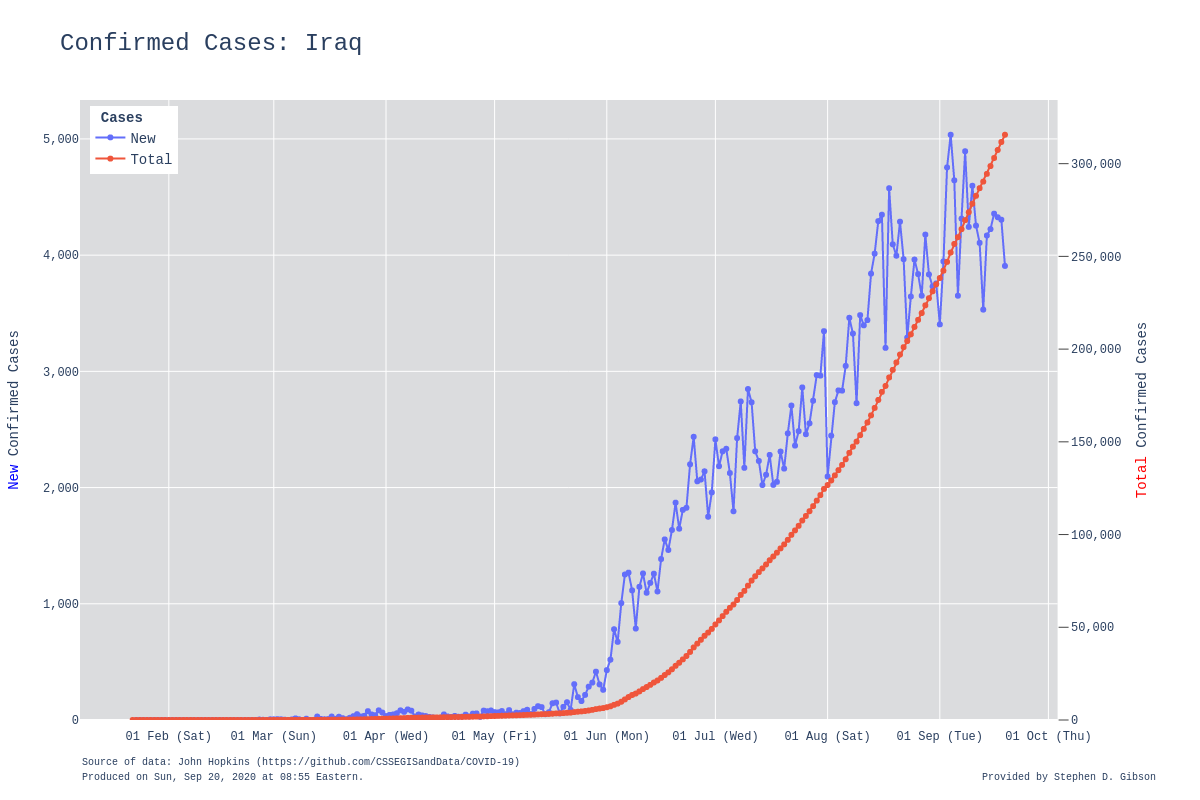 Confirmed Cases: Iraq
Cases
New
Total
5,000
4,000
3,000
2,000
1,000
0
300,000
250,000
200,000
150,000
100,000
50,000
0
New Confirmed Cases
Total Confirmed Cases
01 Feb (Sat) 01 Mar (Sun) 01 Apr (Wed) 01 May (Fri) 01 Jun (Mon) 01 Jul (Wed) 01 Aug (Sat) 01 Sep (Tue) 01 Oct (Thu)
Source of data: John Hopkins (https://github.com/CSSEGISandData/COVID-19)
Produced on Sun, Sep 20, 2020 at 08:55 Eastern.
Provided by Stephen D. Gibson